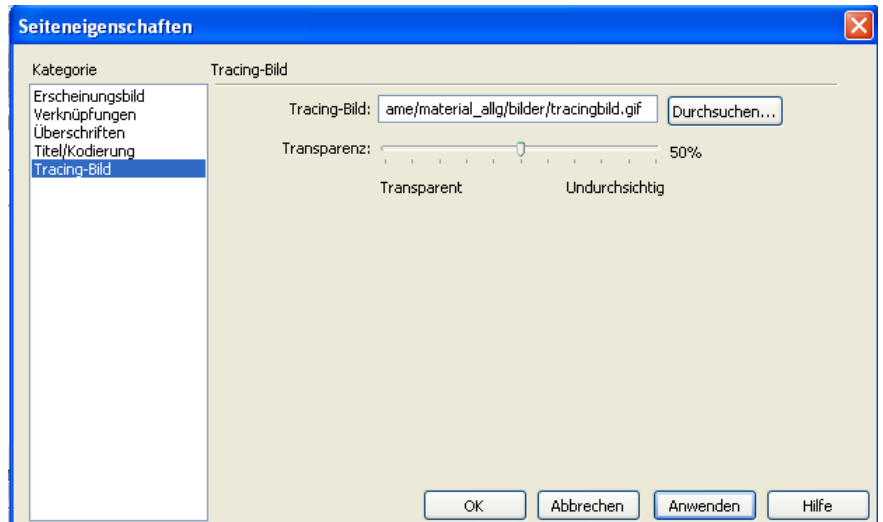 Seiteneigenschaften
Kategorie
Erscheinungsbild
Verknüpfungen
Überschriften
Titel/Kodierung
Tracing-Bild
Tracing-Bild
Tracing-Bild: ame/material_allg/bilder/tracingbild.gif Durchsuchen...
Transparenz: 50%
Transparent Undurchsichtig
OK Abbrechen Anwenden Hilfe